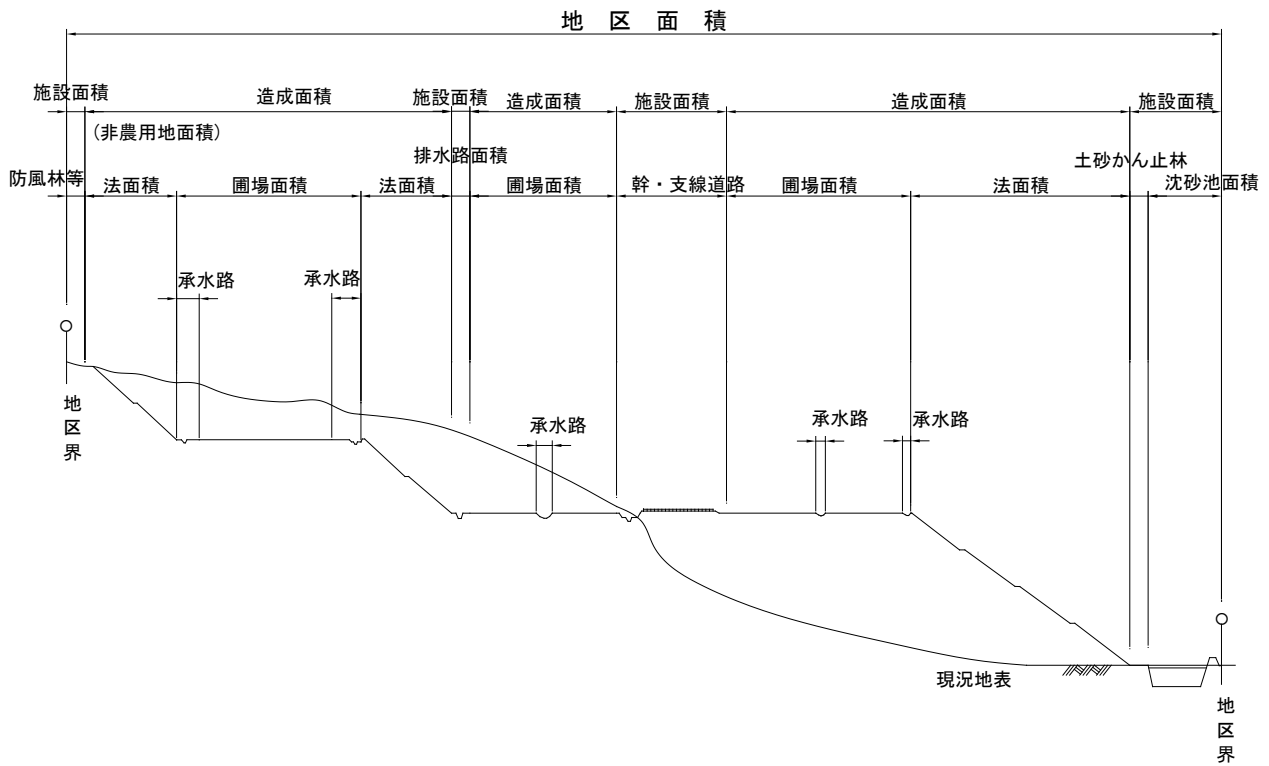 地区面積
施設面積
造成面積
施設面積
造成面積
施設面積
造成面積
施設面積
(非農用地面積)
排水路面積
土砂かん止林
防風林等
法面積
圃場面積
法面積
圃場面積
幹・支線道路
圃場面積
法面積
沈砂池面積
承水路
承水路
地区界
承水路
承水路
承水路
現況地表
地区界